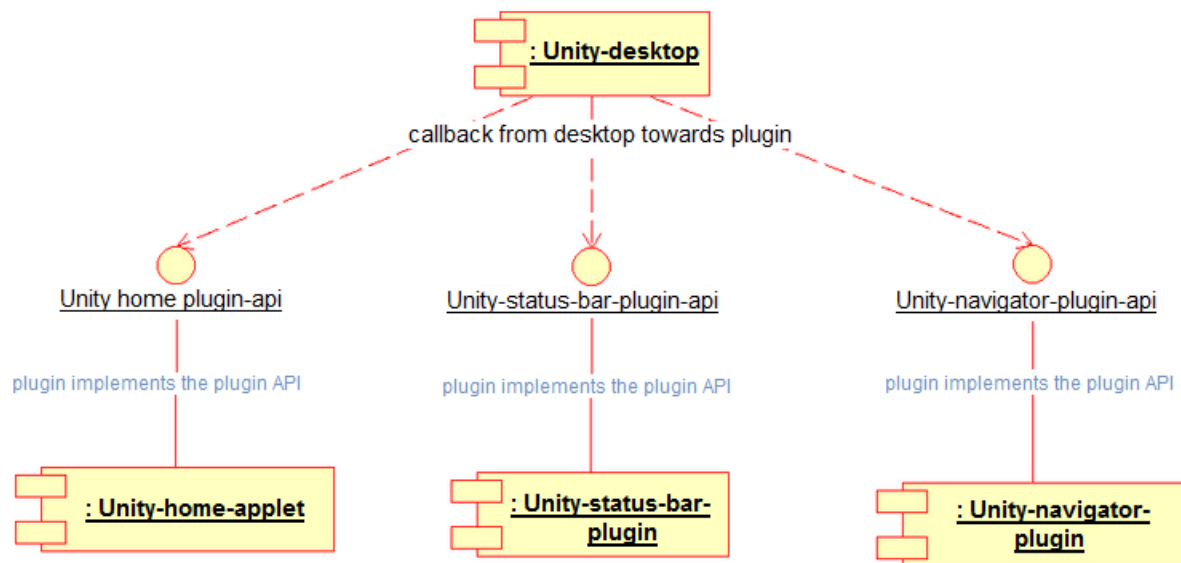 : Unity-desktop
callback from desktop towards plugin
Unity home plugin-api
Unity-status-bar-plugin-api
Unity-navigator-plugin-api
plugin implements the plugin API
plugin implements the plugin API
plugin implements the plugin API
: Unity-home-applet
: Unity-status-bar-
plugin
: Unity-navigator-
plugin